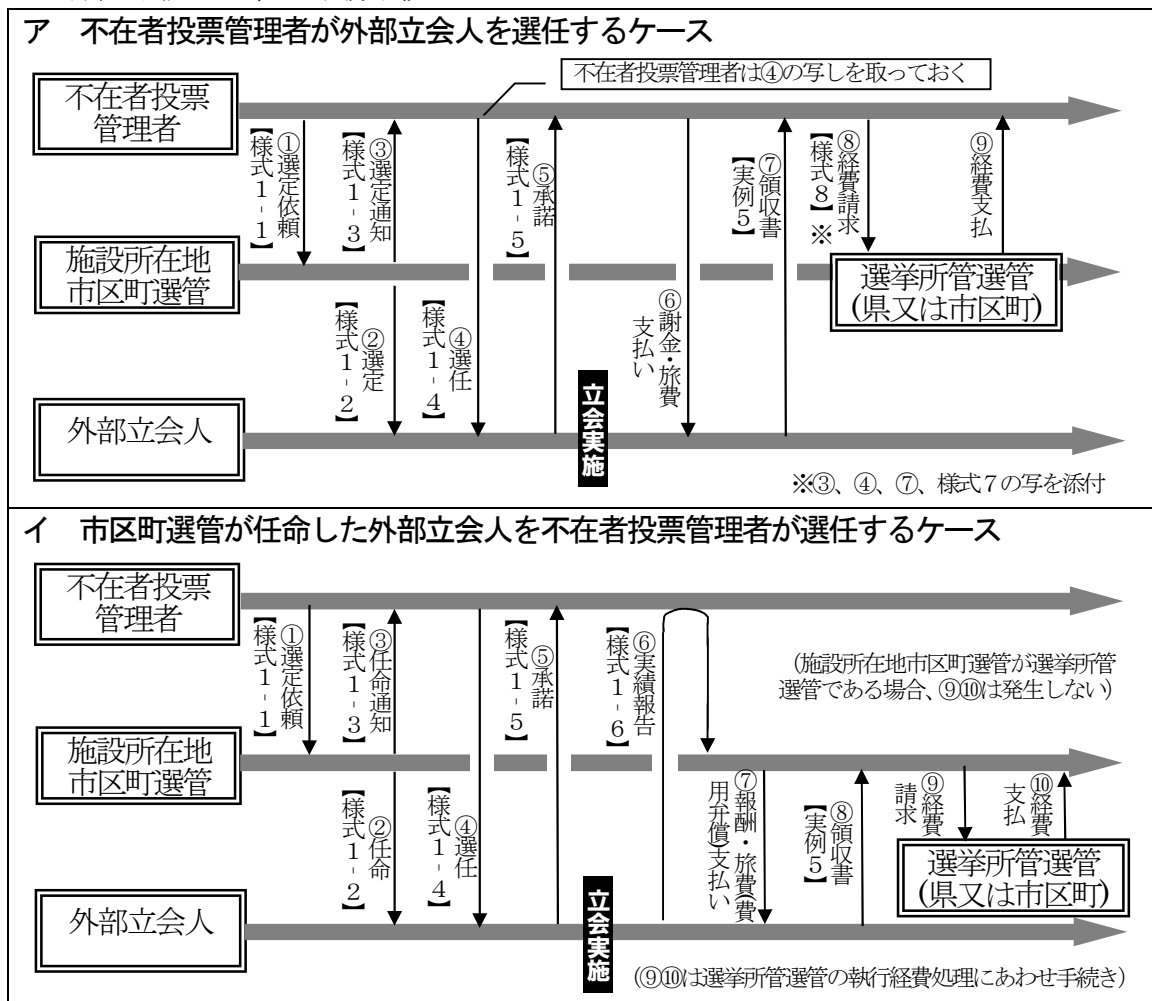 ア 不在者投票管理者が外部立会人を選任するケース
不在者投票管理者は④の写しを取っておく
不在者投票
管理者
①選定依頼
【様式1-1】
③選定通知
【様式1-3】
⑤承諾
【様式1-5】
⑦領収書
【実例5】
⑧経費請求
【様式8】※
⑨経費支払
施設所在地
市区町選管
選挙所管選管
(県又は市区町)
②選定
【様式1-2】
④選任
【様式1-4】
⑥謝金・旅費
支払い
外部立会人
立会実施
※③、④、⑦、様式7の写を添付
イ 市区町選管が任命した外部立会人を不在者投票管理者が選任するケース
不在者投票
管理者
①選定依頼
【様式1-1】
③任命通知
【様式1-3】
⑤承諾
【様式1-5】
⑥実績報告
【様式1-6】
(施設所在地市区町選管が選挙所管
選管である場合、⑨⑩は発生しない)
施設所在地
市区町選管
②任命
【様式1-2】
④選任
【様式1-4】
⑦報酬・旅費(費
用弁償)支払い
⑧領収書
【実例5】
⑨経費
請求
⑩経費
支払
選挙所管選管
(県又は市区町)
外部立会人
立会実施
(⑨⑩は選挙所管選管の執行経費処理にあわせ手続き)